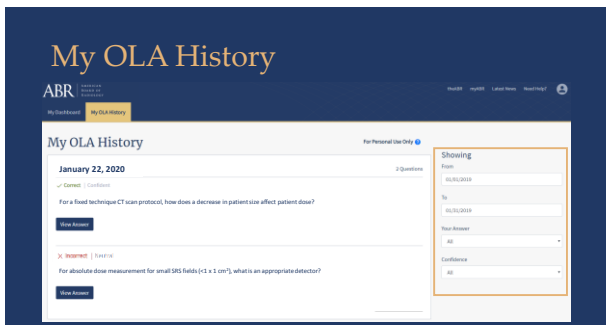 My OLA History
ABR
AMERICAN
BOARD OF
RADIOLOGY
theABR myABR Latest News Need Help?
My Dashboard My OLA History
My OLA History
For Personal Use Only ?
January 22, 2020
2 Questions
✓ Correct | Confident
For a fixed technique CT scan protocol, how does a decrease in patient size affect patient dose?
View Answer
X Incorrect |
For absolute dose measurement for small SRS fields (<1 x 1 cm²), what is an appropriate detector?
View Answer
Showing
From
01/01/2019
To
01/31/2019
Your Answer
All
Confidence
All